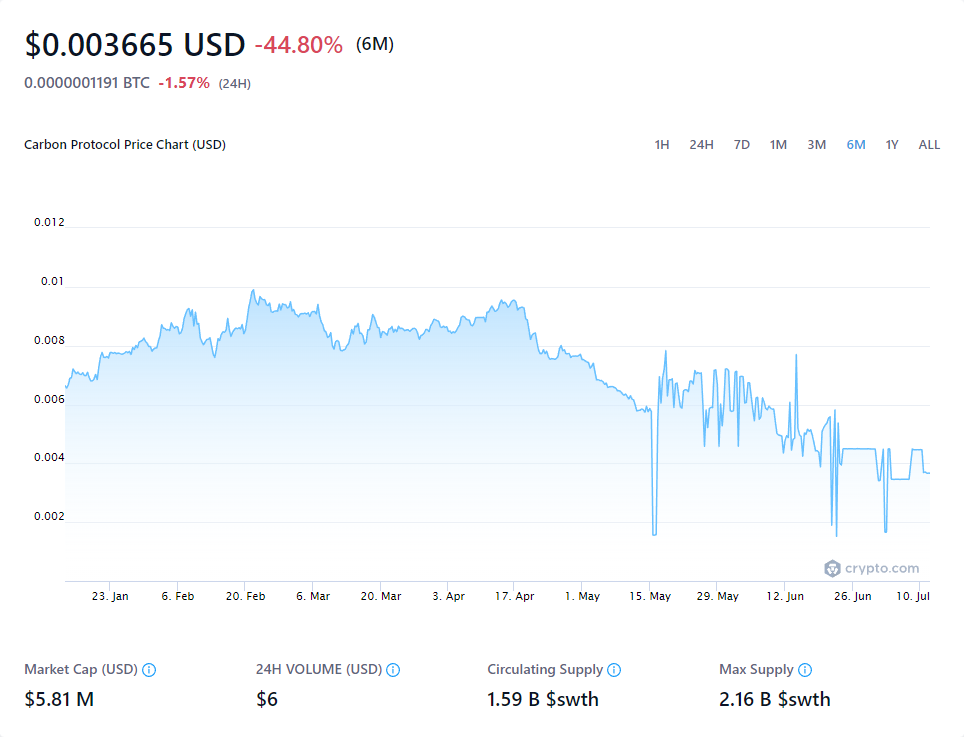 $0.003665 USD -44.80% (6M)
0.0000001191 BTC -1.57% (24H)
Carbon Protocol Price Chart (USD)
1H 24H 7D 1M 3M 6M 1Y ALL
0.012
0.01
0.008
0.006
0.004
0.002
crypto.com
23. Jan 6. Feb 20. Feb 6. Mar 20. Mar 3. Apr 17. Apr 1. May 15. May 29. May 12. Jun 26. Jun 10. Jul
Market Cap (USD) 24H VOLUME (USD) Circulating Supply Max Supply
$5.81 M $6 1.59 B $swth 2.16 B $swth